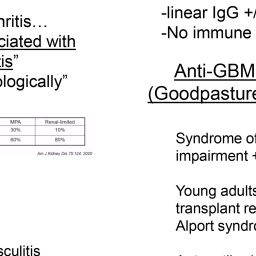 hritis…
ciated with
tis”
ologically”
MPA Renal-limited
30% 10%
60% 80%
Am J Kidney Dis 75:124, 2020
sculitis
-linear IgG +/
-No immune
Anti-GBM
(Goodpasture
Syndrome of
impairment +
Young adults
transplant re
Alport syndro